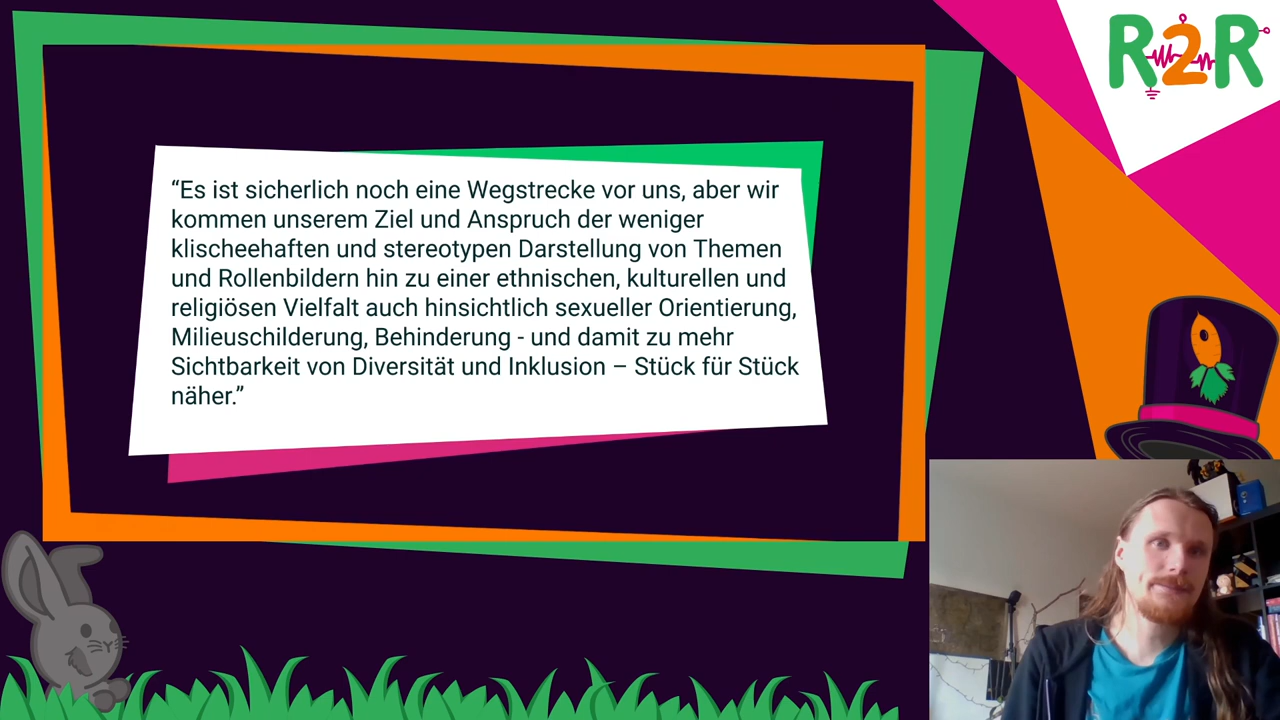 R2R
“Es ist sicherlich noch eine Wegstrecke vor uns, aber wir
kommen unserem Ziel und Anspruch der weniger
klischeehaften und stereotypen Darstellung von Themen
und Rollenbildern hin zu einer ethnischen, kulturellen und
religiösen Vielfalt auch hinsichtlich sexueller Orientierung,
Milieuschilderung, Behinderung - und damit zu mehr
Sichtbarkeit von Diversität und Inklusion – Stück für Stück
näher.”